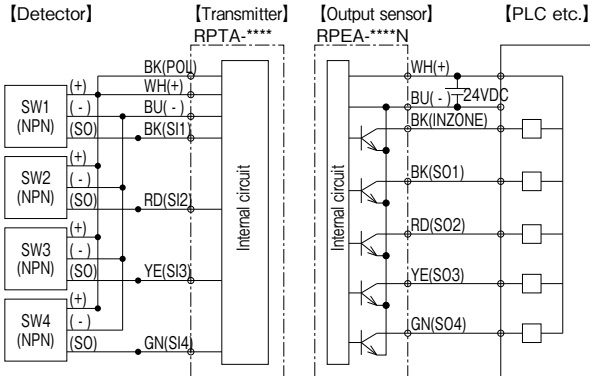 【Detector】 【Transmitter】 【Output sensor】 【PLC etc.】
RPTA-**** RPEA-****N
BK(POL)
WH(+)
BU( - )
BK(SI1)
RD(SI2)
YE(SI3)
GN(SI4)
SW1
(NPN)
(+)
( - )
(SO)
SW2
(NPN)
(+)
( - )
(SO)
SW3
(NPN)
(+)
( - )
(SO)
SW4
(NPN)
(+)
( - )
(SO)
Internal circuit
Internal circuit
WH(+)
BU( - )
24VDC
BK(INZONE)
BK(SO1)
RD(SO2)
YE(SO3)
GN(SO4)